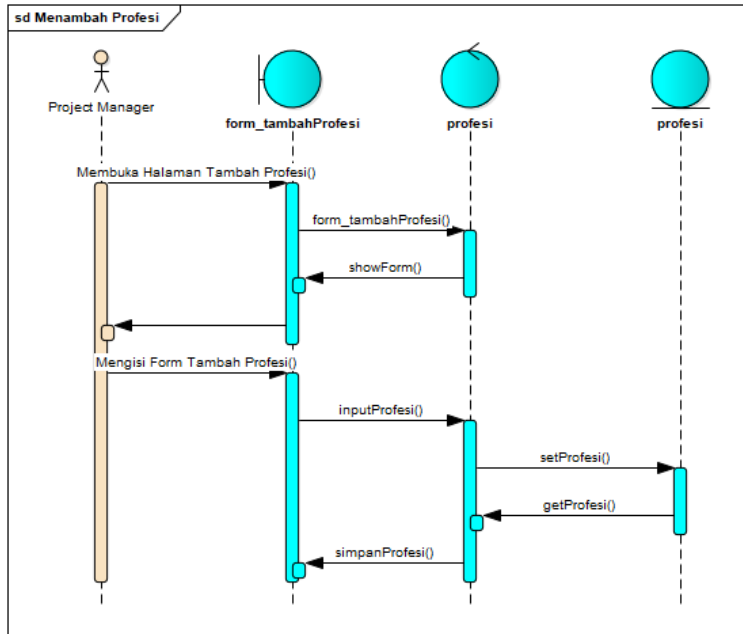 sd Menambah Profesi
Project Manager
form_tambahProfesi
profesi
profesi
Membuka Halaman Tambah Profesi()
form_tambahProfesi()
showForm()
Mengisi Form Tambah Profesi()
inputProfesi()
setProfesi()
getProfesi()
simpanProfesi()